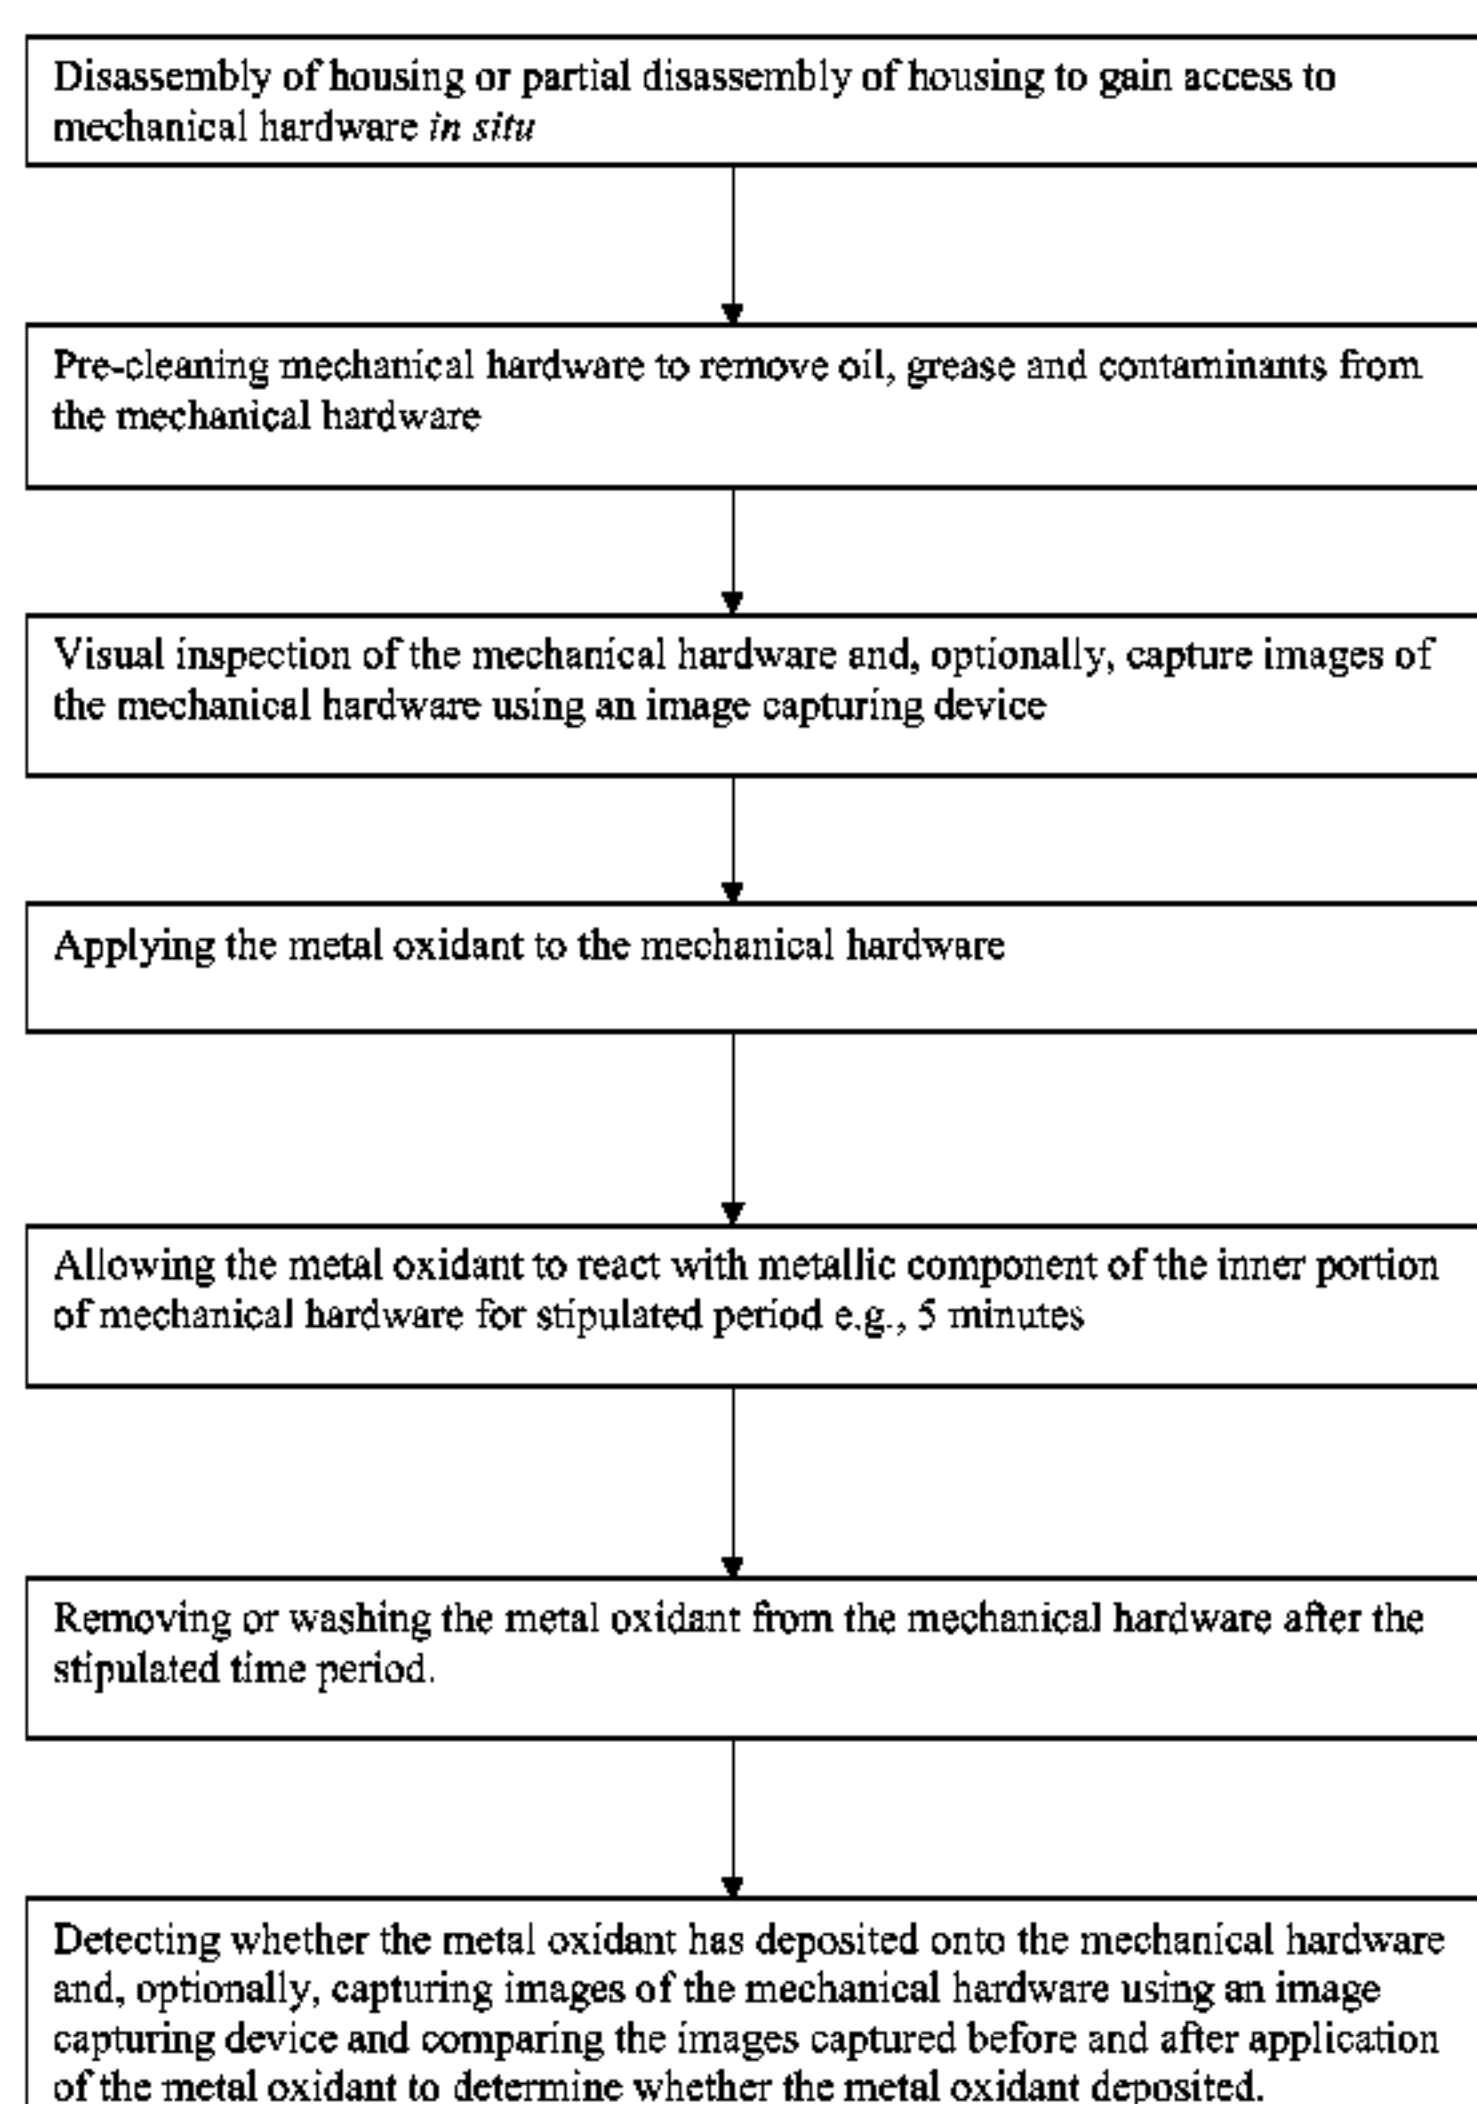 Disassembly of housing or partial disassembly of housing to gain access to
mechanical hardware in situ
Pre-cleaning mechanical hardware to remove oil, grease and contaminants from
the mechanical hardware
Visual inspection of the mechanical hardware and, optionally, capture images of
the mechanical hardware using an image capturing device
Applying the metal oxidant to the mechanical hardware
Allowing the metal oxidant to react with metallic component of the inner portion
of mechanical hardware for stipulated period e.g., 5 minutes
Removing or washing the metal oxidant from the mechanical hardware after the
stipulated time period.
Detecting whether the metal oxidant has deposited onto the mechanical hardware
and, optionally, capturing images of the mechanical hardware using an image
capturing device and comparing the images captured before and after application
of the metal oxidant to determine whether the metal oxidant deposited.